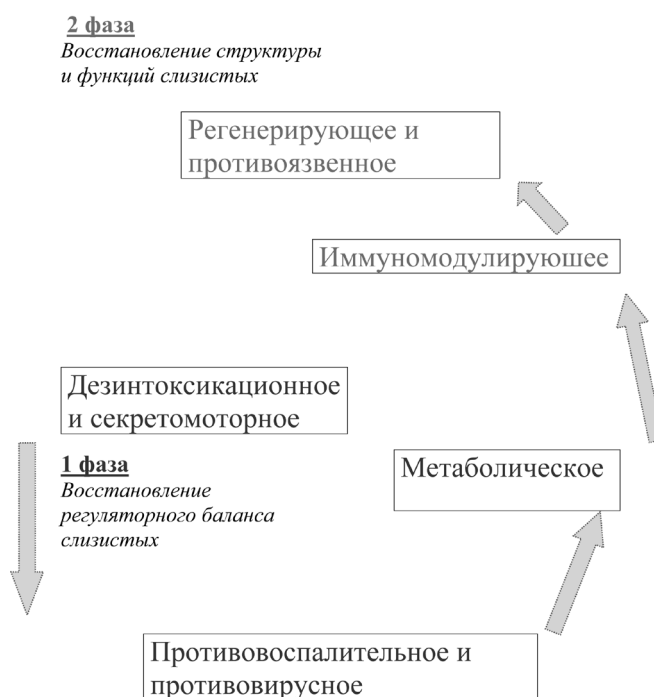 2 фаза
Восстановление структуры
и функций слизистых
Регенерирующее и
противоязвенное
Иммуномодулируюшее
Дезинтоксикационное
и секретомоторное
1 фаза
Восстановление
регуляторного баланса
слизистых
Метаболическое
Противовоспалительное и
противовирусное